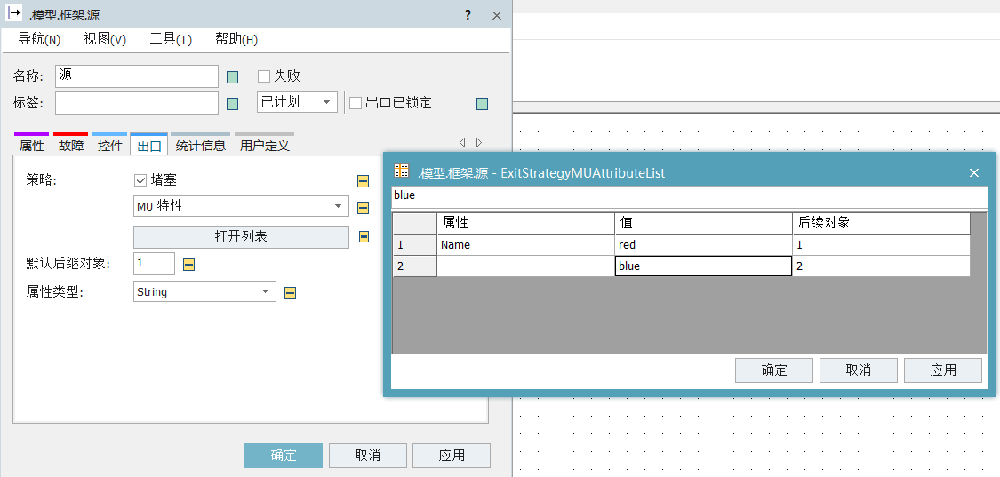 .模型.框架.源
?
导航(N) 视图(V) 工具(T) 帮助(H)
名称: 源 失败
标签: 已计划 出口已锁定
属性 故障 控件 出口 统计信息 用户定义
策略: 堵塞
MU 特性
打开列表
默认后继对象: 1
属性类型: String
确定 取消 应用
.模型.框架.源 - ExitStrategyMUAttributeList
blue
属性 值 后续对象
1 Name red 1
2 blue 2
确定 取消 应用